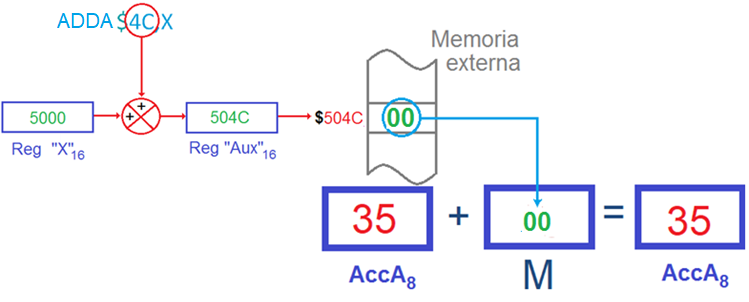 ADDA $4C,X
Memoria
externa
+
+
5000
504C
$504C
00
Reg "X"16
Reg "Aux"16
35 + 00 = 35
AccA8
M
AccA8